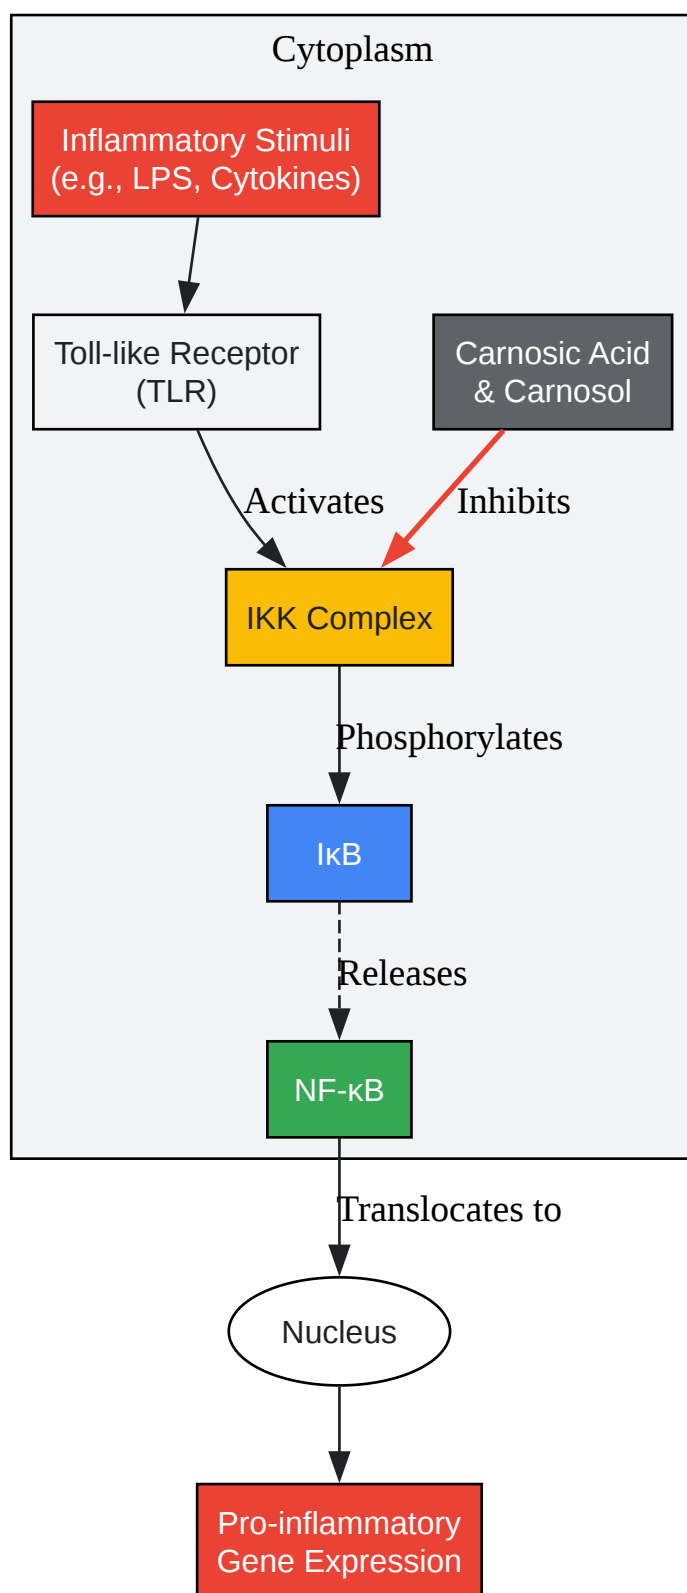 Cytoplasm
Inflammatory Stimuli
(e.g., LPS, Cytokines)
Toll-like Receptor
(TLR)
Carnosic Acid
& Carnosol
Activates
Inhibits
IKK Complex
Phosphorylates
IκB
Releases
NF-κB
Translocates to
Nucleus
Pro-inflammatory
Gene Expression